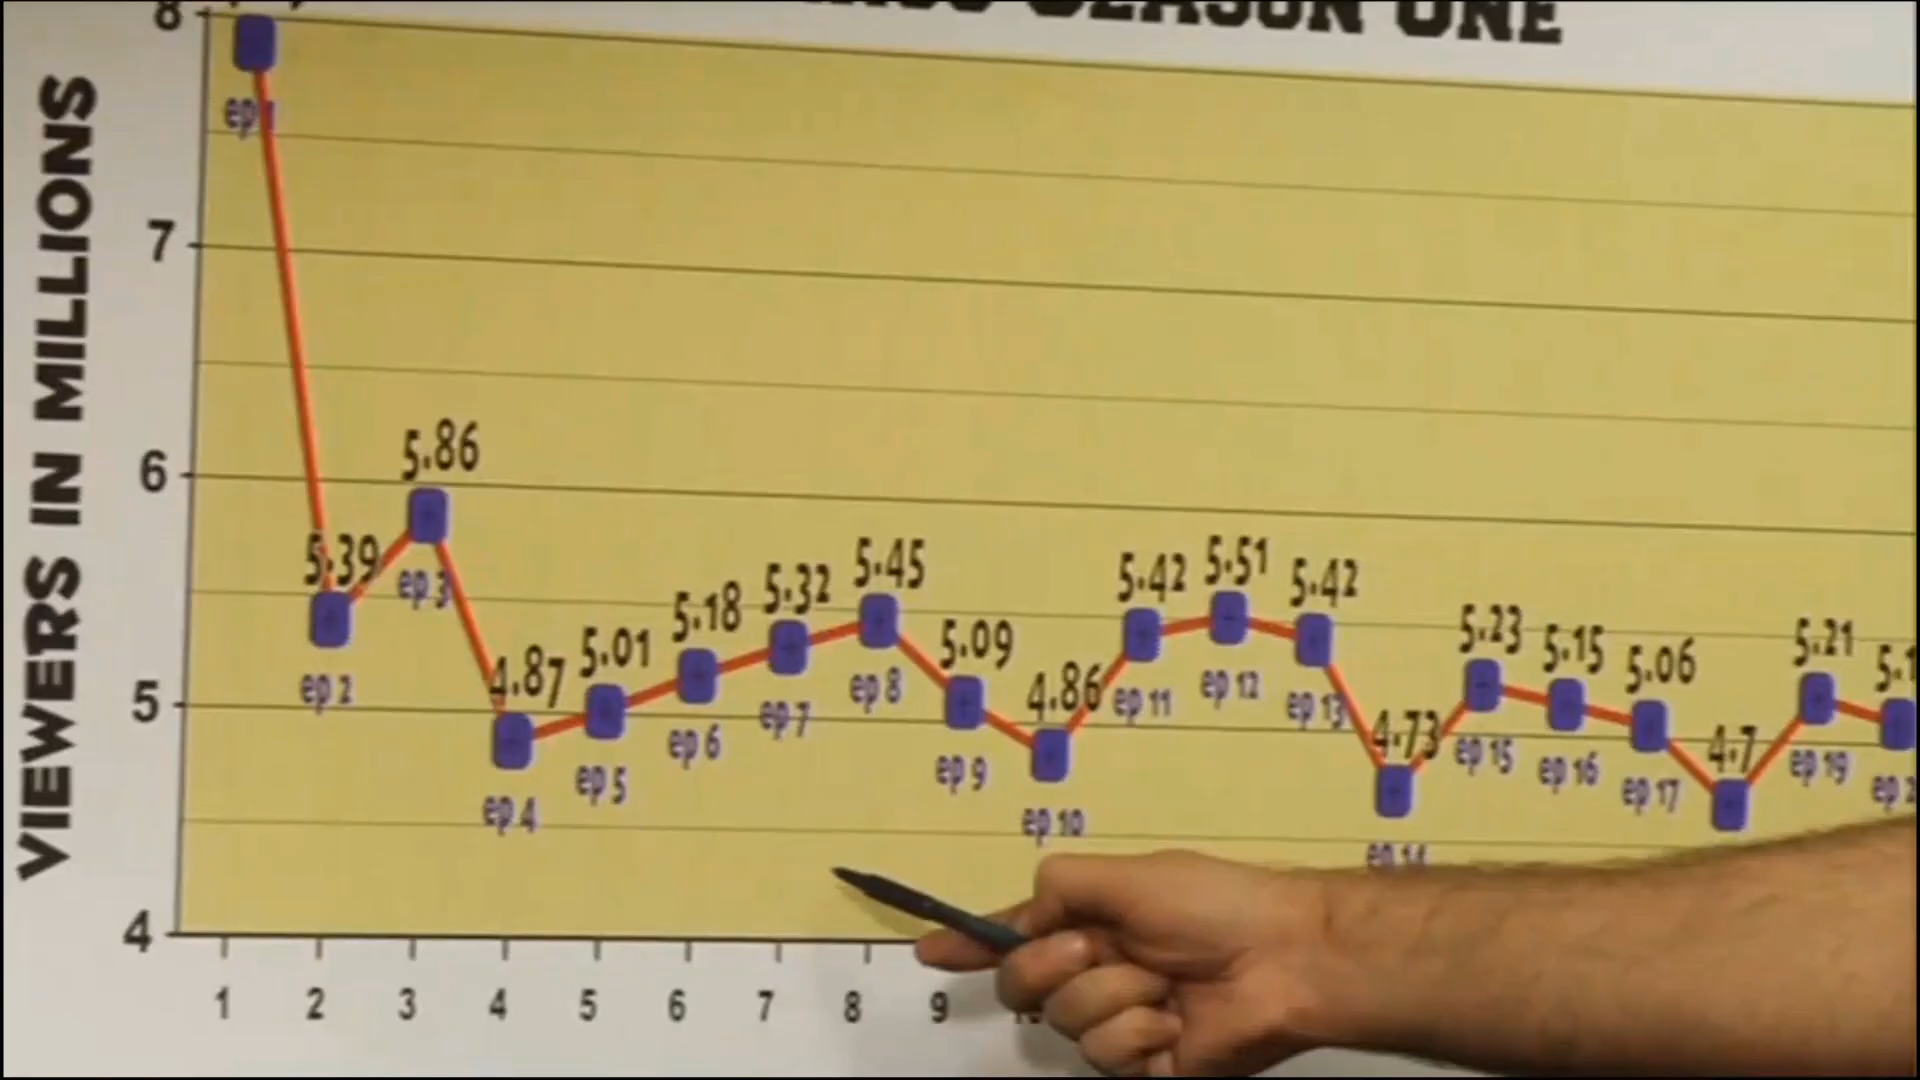 SEASON ONE
VIEWERS IN MILLIONS
8
7
6
5
4
5.39
5.86
4.87
5.01
5.18
5.32
5.45
5.09
4.86
5.42
5.51
5.42
4.73
5.23
5.15
5.06
4.7
5.21
ep 1
ep 2
ep 3
ep 4
ep 5
ep 6
ep 7
ep 8
ep 9
ep 10
ep 11
ep 12
ep 13
ep 14
ep 15
ep 16
ep 17
ep 19
1 2 3 4 5 6 7 8 9